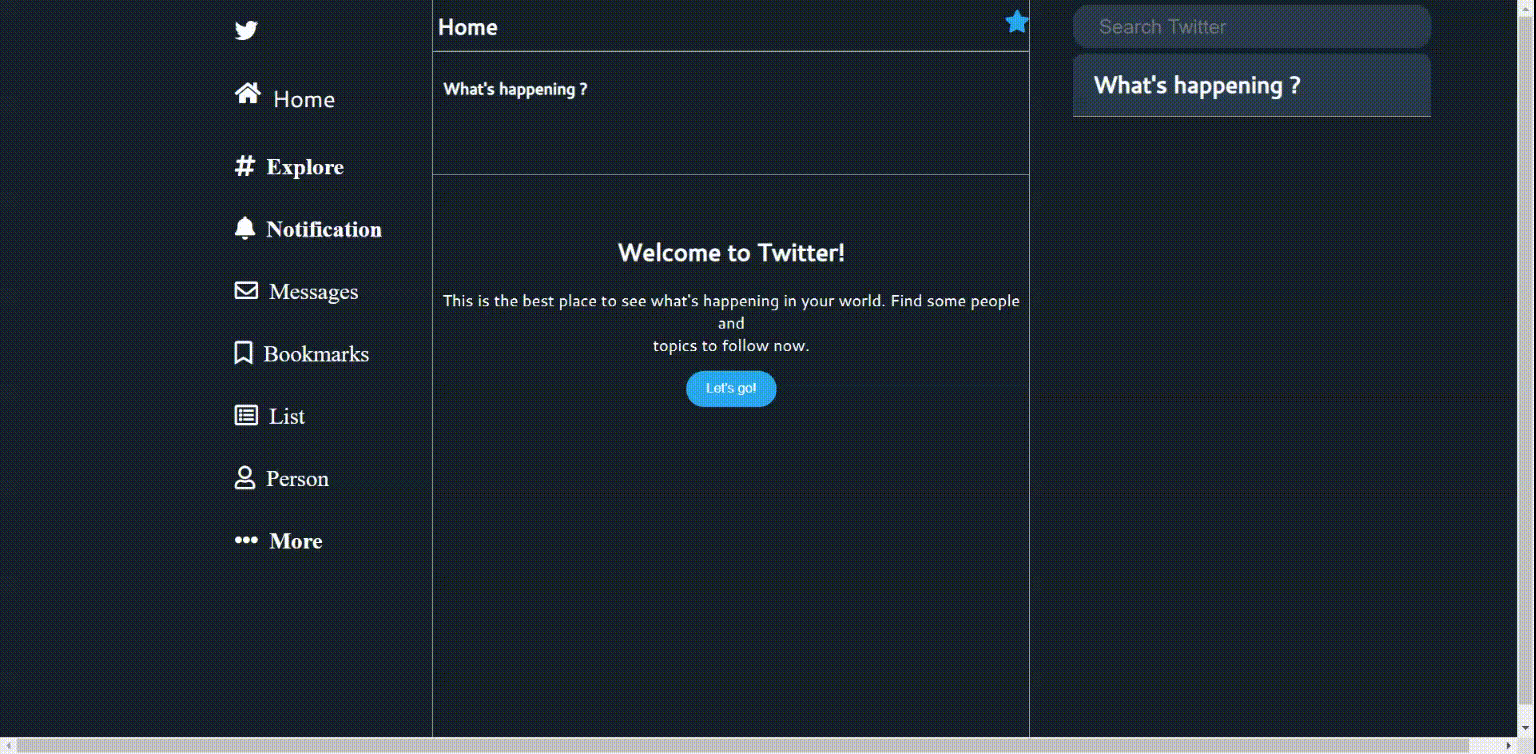 Home
Explore
Notification
Messages
Bookmarks
List
Person
More
Home
What's happening ?
Welcome to Twitter!
This is the best place to see what's happening in your world. Find some people
and
topics to follow now.
Let's go!
Search Twitter
What's happening ?